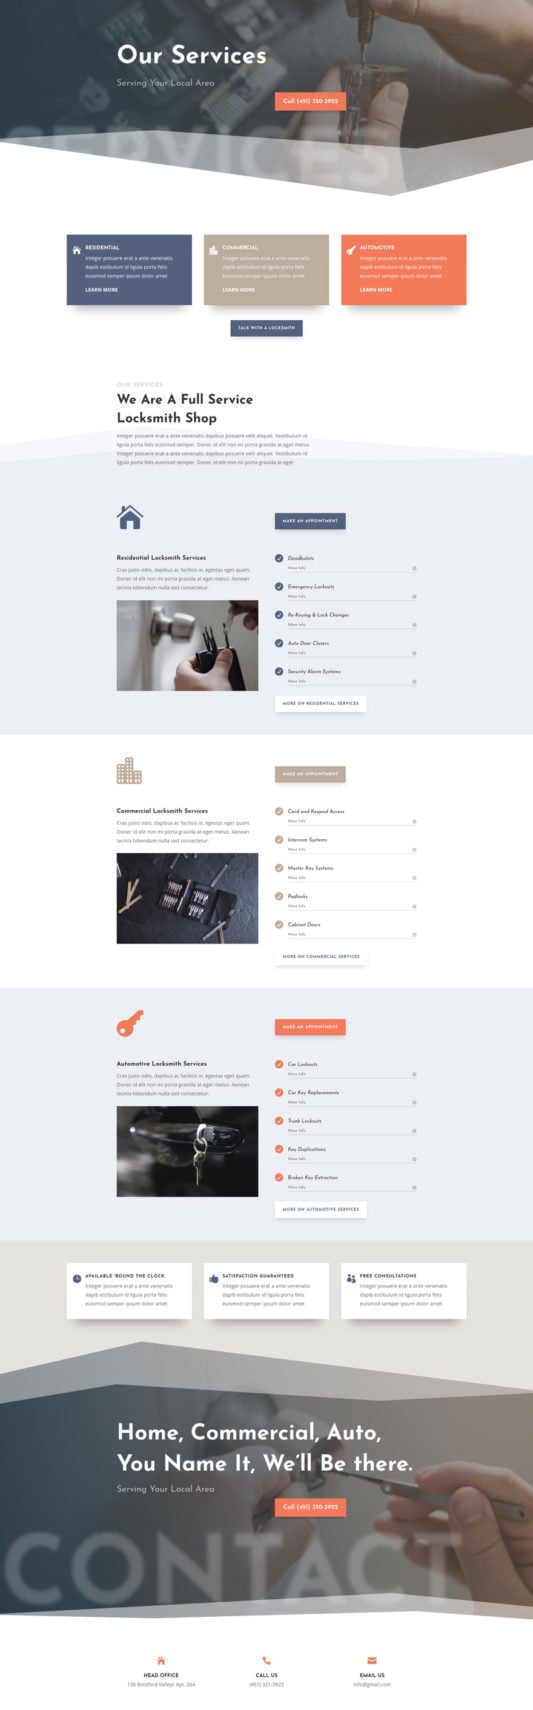 Our Services
Serving Your Local Area
Call (451) 330-3922
SERVICES
RESIDENTIAL
Integer posuere erat a ante venenatis
dapib estibulum id ligula porta felis
euismod semper ipsum dolor amet
LEARN MORE
COMMERCIAL
Integer posuere erat a ante venenatis
dapib estibulum id ligula porta felis
euismod semper ipsum dolor amet
LEARN MORE
AUTOMOTIVE
Integer posuere erat a ante venenatis
dapib estibulum id ligula porta felis
euismod semper ipsum dolor amet
LEARN MORE
TALK WITH A LOCKSMITH
OUR SERVICES
We Are A Full Service
Locksmith Shop
Integer posuere erat a ante venenatis dapibus posuere velit aliquet. Vestibulum id
ligula porta felis euismod semper. Donec id elit non mi porta gravida at eget metus.
Integer posuere erat a ante venenatis dapibus posuere velit aliquet. Vestibulum id
ligula porta felis euismod semper. Donec id elit non mi porta gravida at eget
MAKE AN APPOINTMENT
Residential Locksmith Services
Cras justo odio, dapibus ac facilisis in, egestas eget quam.
Donec id elit non mi porta gravida at eget metus. Aenean
lacinia bibendum nulla sed consectetur.
Deadbolts
More Info
Emergency Lockouts
More Info
Re-Keying & Lock Changes
More Info
Auto Door Closers
More Info
Security Alarm Systems
More Info
MORE ON RESIDENTIAL SERVICES
MAKE AN APPOINTMENT
Commercial Locksmith Services
Cras justo odio, dapibus ac facilisis in, egestas eget quam.
Donec id elit non mi porta gravida at eget metus. Aenean
lacinia bibendum nulla sed consectetur.
Card and Keypad Access
More Info
Intercom Systems
More Info
Master Key Systems
More Info
Padlocks
More Info
Cabinet Doors
More Info
MORE ON COMMERCIAL SERVICES
MAKE AN APPOINTMENT
Automotive Locksmith Services
Cras justo odio, dapibus ac facilisis in, egestas eget quam.
Donec id elit non mi porta gravida at eget metus. Aenean
lacinia bibendum nulla sed consectetur.
Car Lockouts
More Info
Car Key Replacements
More Info
Trunk Lockouts
More Info
Key Duplications
More Info
Broken Key Extraction
More Info
MORE ON AUTOMOTIVE SERVICES
AVAILABLE 'ROUND THE CLOCK
Integer posuere erat a ante venenatis
dapib estibulum id ligula porta felis
euismod semper ipsum dolor amet
SATISFACTION QUARANTEED
Integer posuere erat a ante venenatis
dapib estibulum id ligula porta felis
euismod semper ipsum dolor amet
FREE CONSULTATIONS
Integer posuere erat a ante venenatis
dapib estibulum id ligula porta felis
euismod semper ipsum dolor amet
Home, Commercial, Auto,
You Name It, We'll Be there.
Serving Your Local Area
Call (451) 330-3922
CONTACT
HEAD OFFICE
136 Botsford Valleys Apt. 264
CALL US
(451) 321-3922
EMAIL US
info@gmail.com